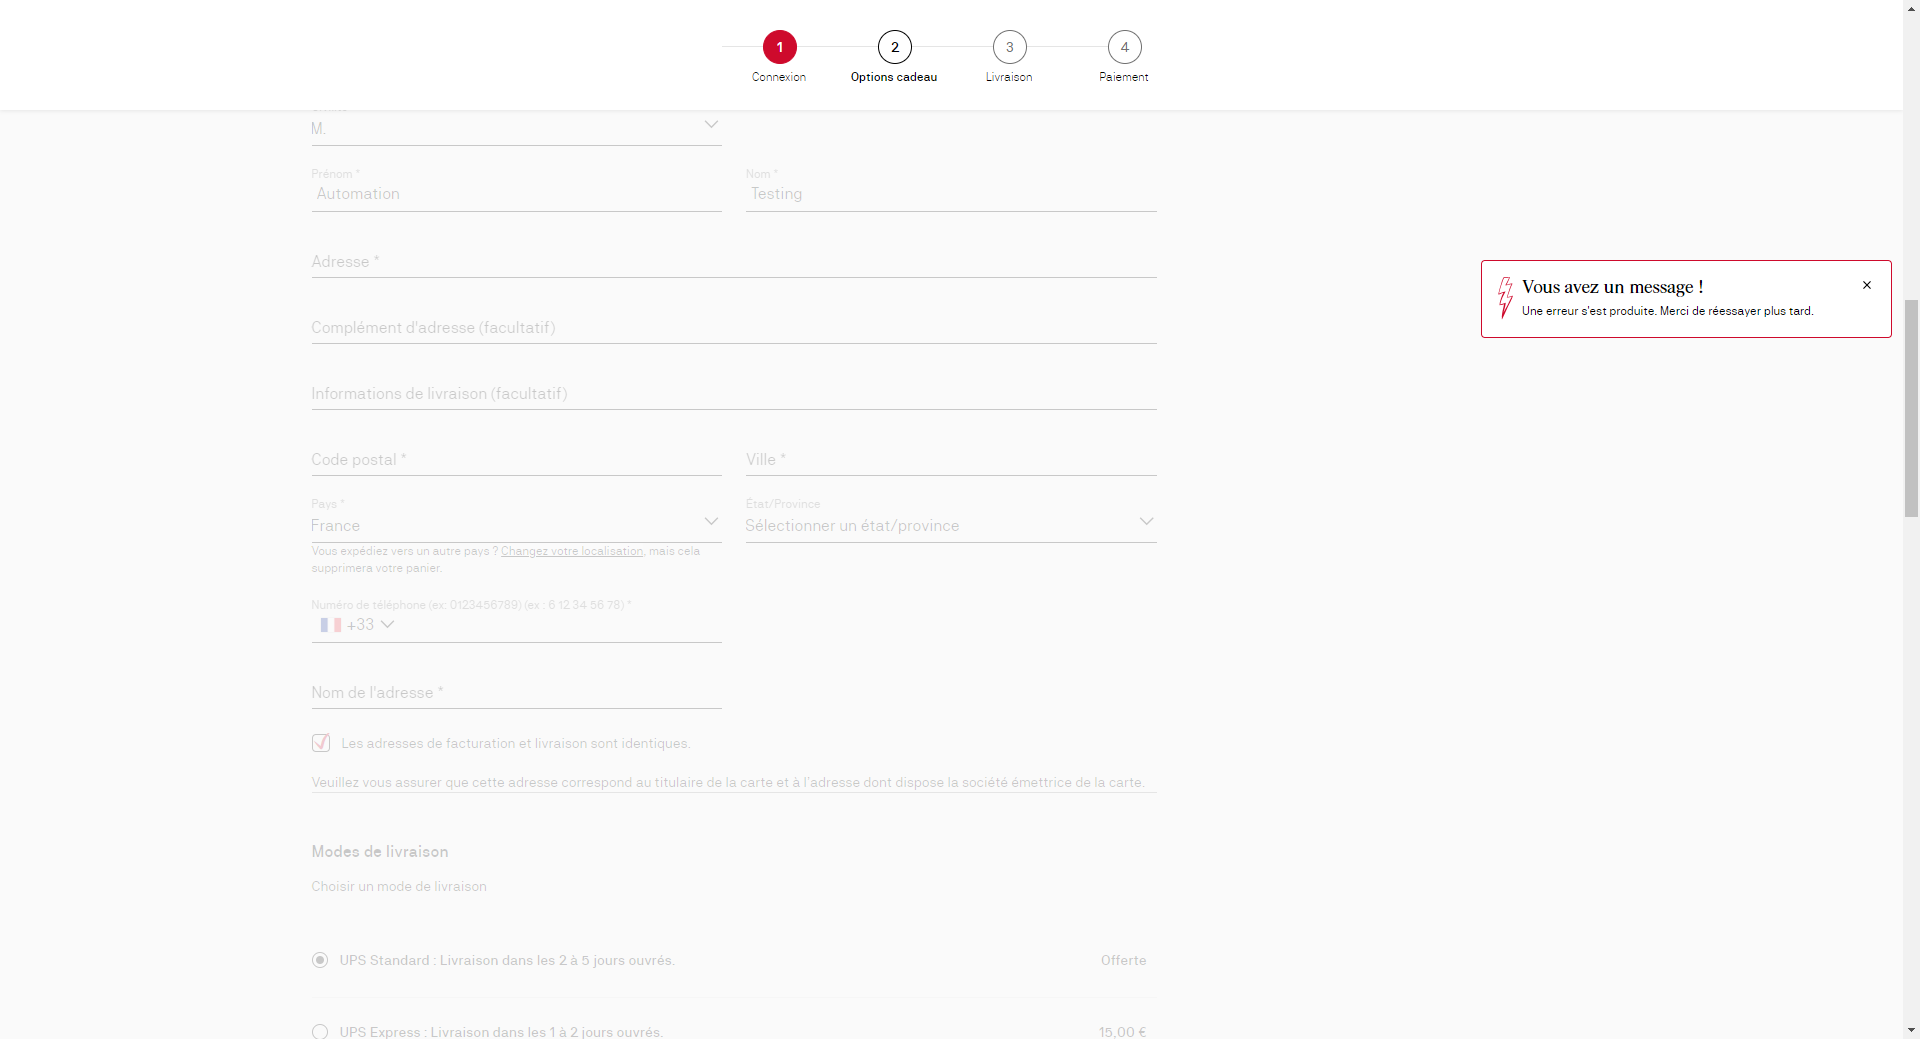 1
2
3
4
Connexion
Options cadeau
Livraison
Paiement
M.
Prénom *
Nom *
Automation
Testing
Adresse *
Vous avez un message !
Une erreur s'est produite. Merci de réessayer plus tard.
Complément d'adresse (facultatif)
Informations de livraison (facultatif)
Code postal *
Ville *
Pays *
État/Province
France
Sélectionner un état/province
Vous expédiez vers un autre pays ? Changez votre localisation, mais cela
supprimera votre panier.
Numéro de téléphone (ex: 0123456789) (ex : 6 12 34 56 78) *
+33
Nom de l'adresse *
Les adresses de facturation et livraison sont identiques.
Veuillez vous assurer que cette adresse correspond au titulaire de la carte et à l'adresse dont dispose la société émettrice de la carte.
Modes de livraison
Choisir un mode de livraison
UPS Standard : Livraison dans les 2 à 5 jours ouvrés.
Offerte
UPS Express : Livraison dans les 1 à 2 jours ouvrés.
15,00 €